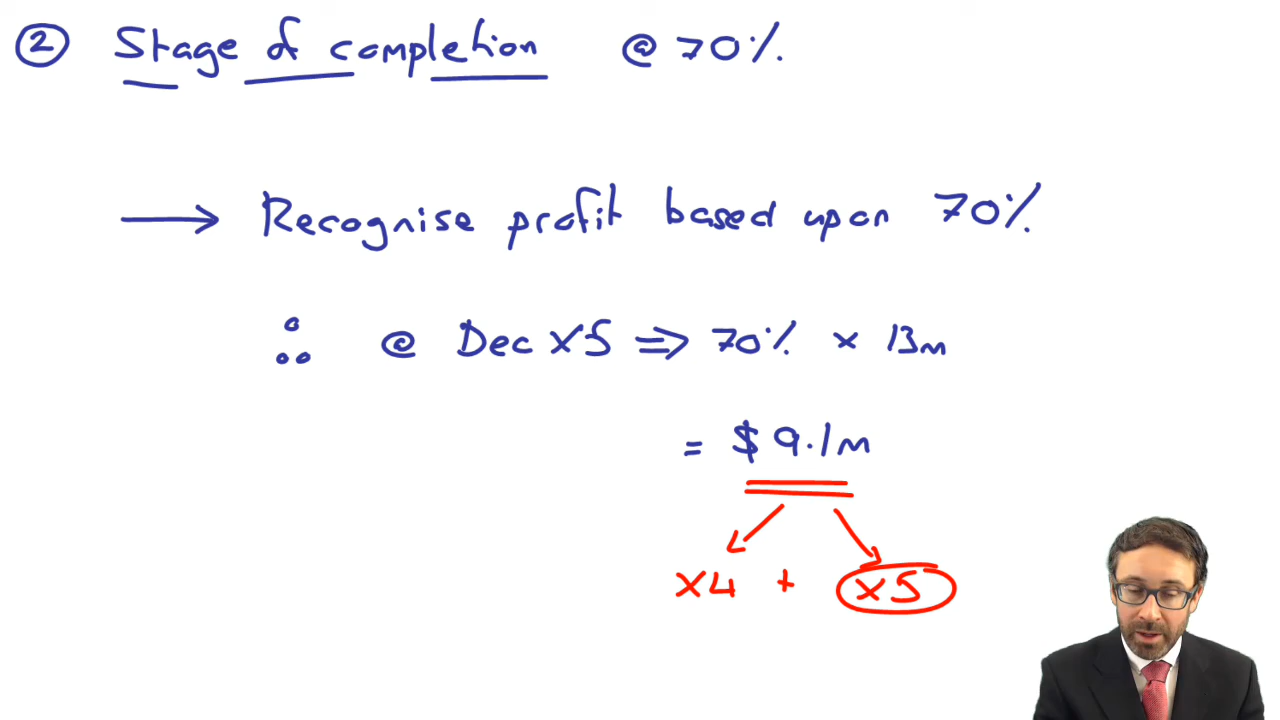 ② Stage of completion @ 70%
→ Recognise profit based upon 70%
∴ @ Dec X5 ⇒ 70% × 13m
= $9.1m
X4 + X5